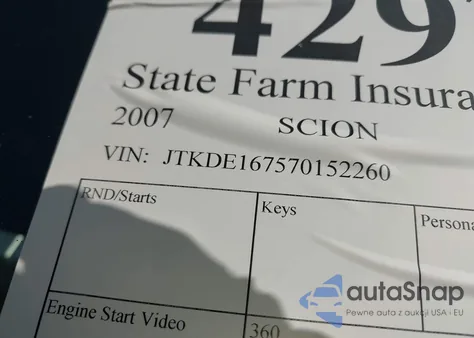 429
State Farm Insura
2007 SCION
VIN: JTKDE167570152260
RND/Starts Keys Persona
Engine Start Video 360
autaSnap
Pewne auta z aukcji USA - EU